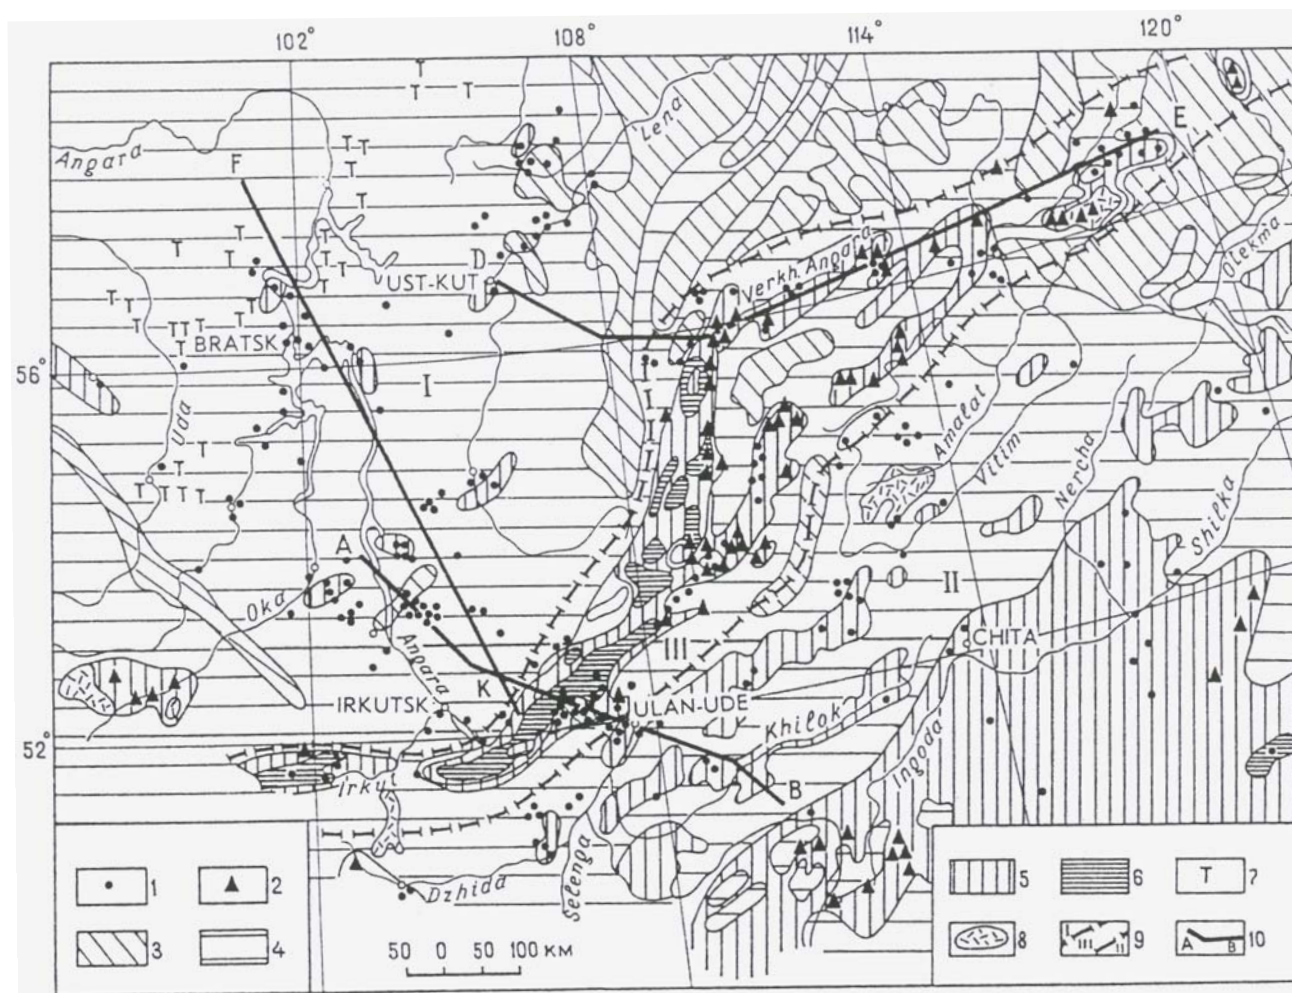 102° 108° 114° 120°
Lena
E
Angara
F
Olekma
D
UST-KUT
Verkh. Angara
BRATSK
56°
I
Uda
Amalat
Vitim
Nercha
Shilka
A
Oka
II
CHITA
III
Angara
K
IRKUTSK
ULAN-UDE
Khilok
52°
Irku
Ingoda
B
Selenga
Dzhida
1 2
3 4
50 0 50 100 КМ
5 6 T 7
8 I III II 9 A B 10